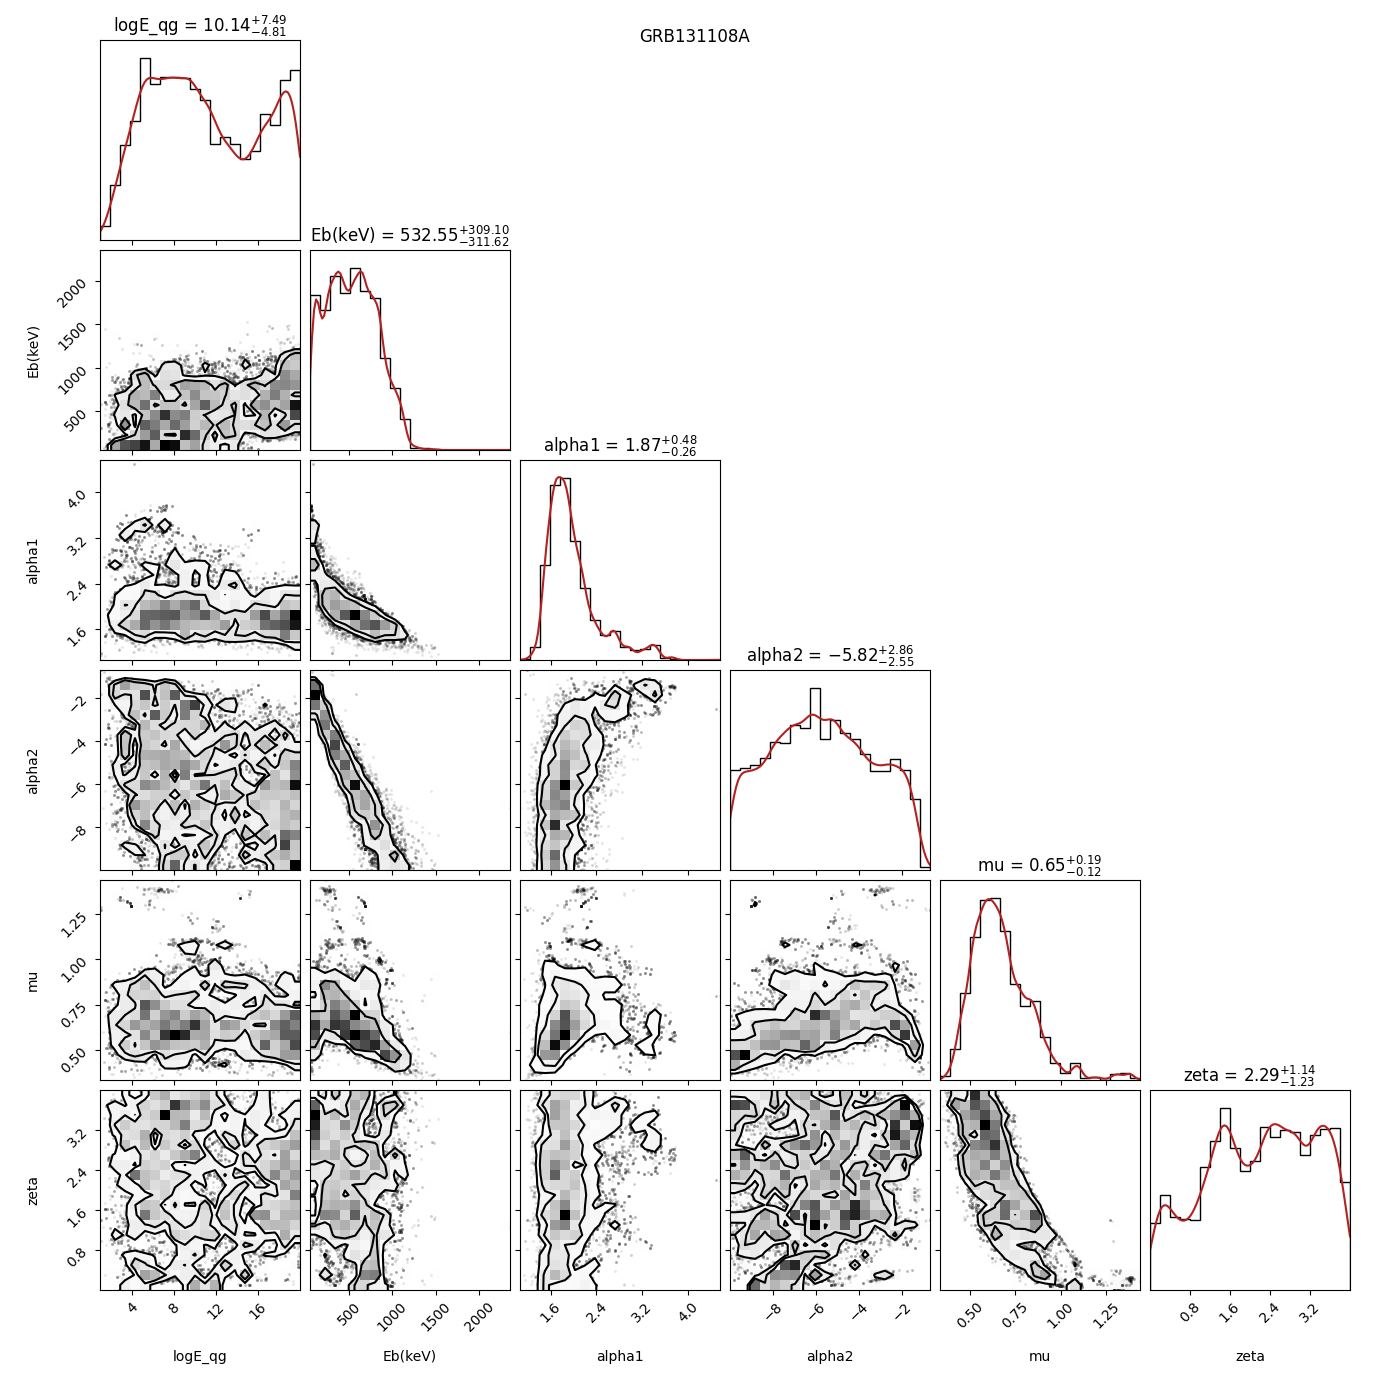 GRB131108A
logE_qg = 10.14^{+7.49}_{-4.81}
Eb(keV) = 532.55^{+309.10}_{-311.62}
2000
1500
1000
500
Eb(keV)
alpha1 = 1.87^{+0.48}_{-0.26}
4.0
3.2
2.4
1.6
alpha1
alpha2 = −5.82^{+2.86}_{-2.55}
−2
−4
−6
−8
alpha2
mu = 0.65^{+0.19}_{-0.12}
1.25
1.00
0.75
0.50
mu
zeta = 2.29^{+1.14}_{-1.23}
3.2
2.4
1.6
0.8
zeta
4 8 12 16
500 1000 1500 2000
1.6 2.4 3.2 4.0
−8 −6 −4 −2
0.50 0.75 1.00 1.25
0.8 1.6 2.4 3.2
logE_qg Eb(keV) alpha1 alpha2 mu zeta